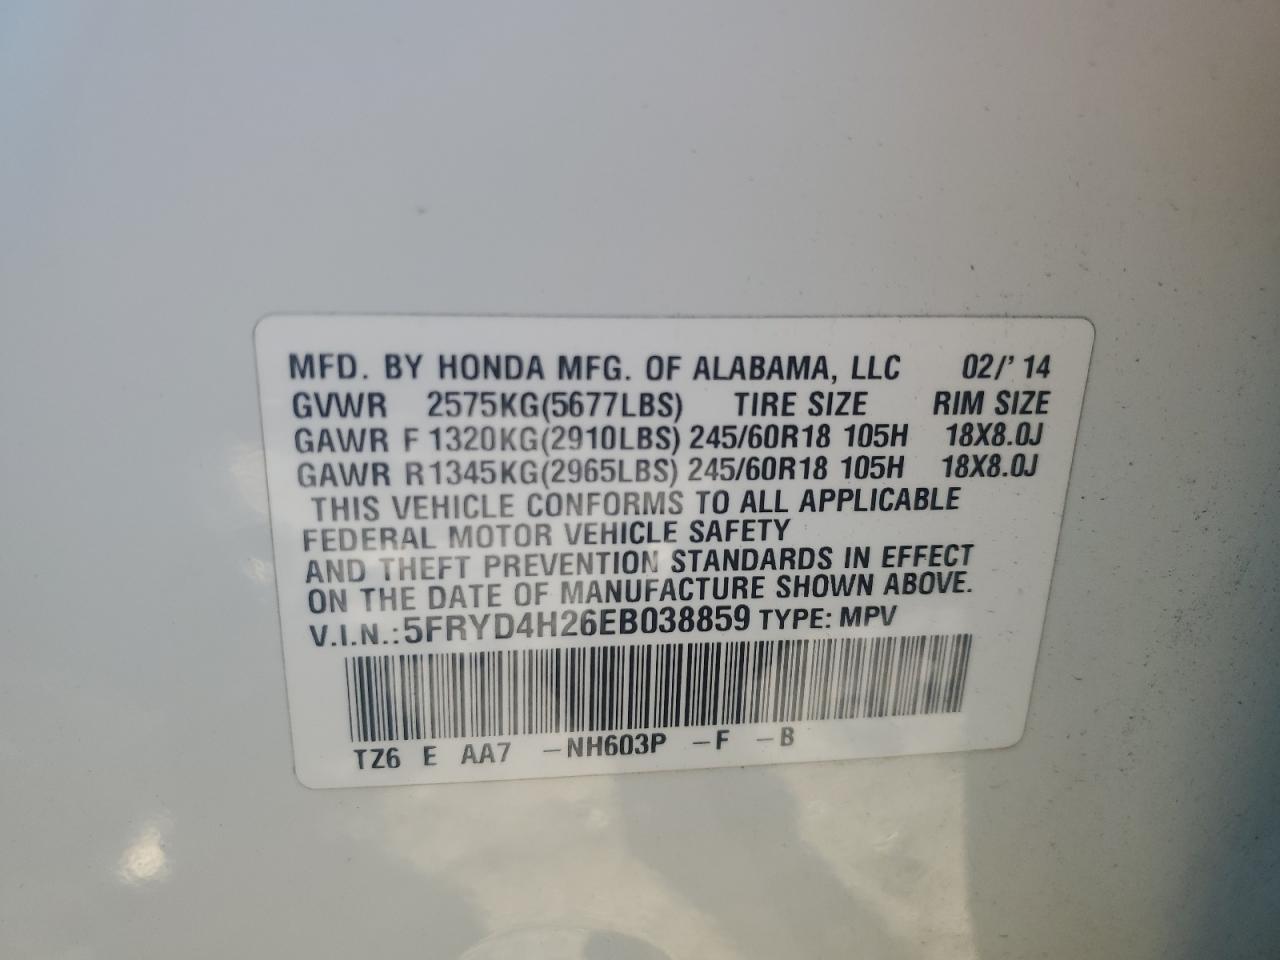 MFD. BY HONDA MFG. OF ALABAMA, LLC 02/' 14
GVWR 2575KG(5677LBS) TIRE SIZE RIM SIZE
GAWR F 1320KG(2910LBS) 245/60R18 105H 18X8.0J
GAWR R1345KG(2965LBS) 245/60R18 105H 18X8.0J
THIS VEHICLE CONFORMS TO ALL APPLICABLE
FEDERAL MOTOR VEHICLE SAFETY
AND THEFT PREVENTION STANDARDS IN EFFECT
ON THE DATE OF MANUFACTURE SHOWN ABOVE.
V.I.N.:5FRYD4H26EB038859 TYPE: MPV
TZ6 E AA7 –NH603P –F –B